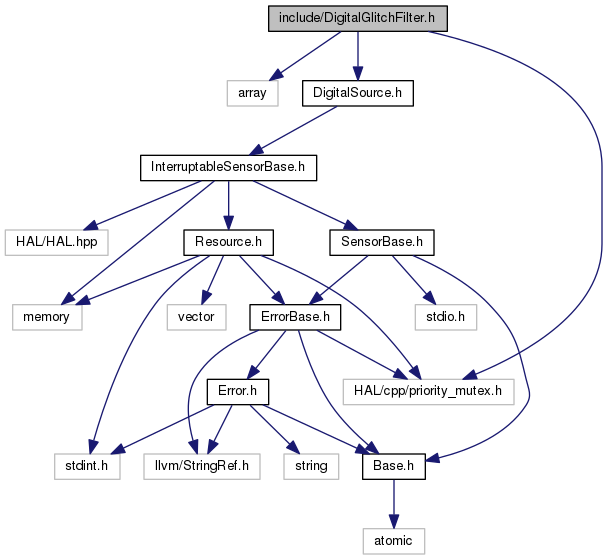 include/DigitalGlitchFilter.h
array
DigitalSource.h
InterruptableSensorBase.h
HAL/HAL.hpp
Resource.h
SensorBase.h
memory
vector
ErrorBase.h
stdio.h
Error.h
HAL/cpp/priority_mutex.h
stdint.h
llvm/StringRef.h
string
Base.h
atomic